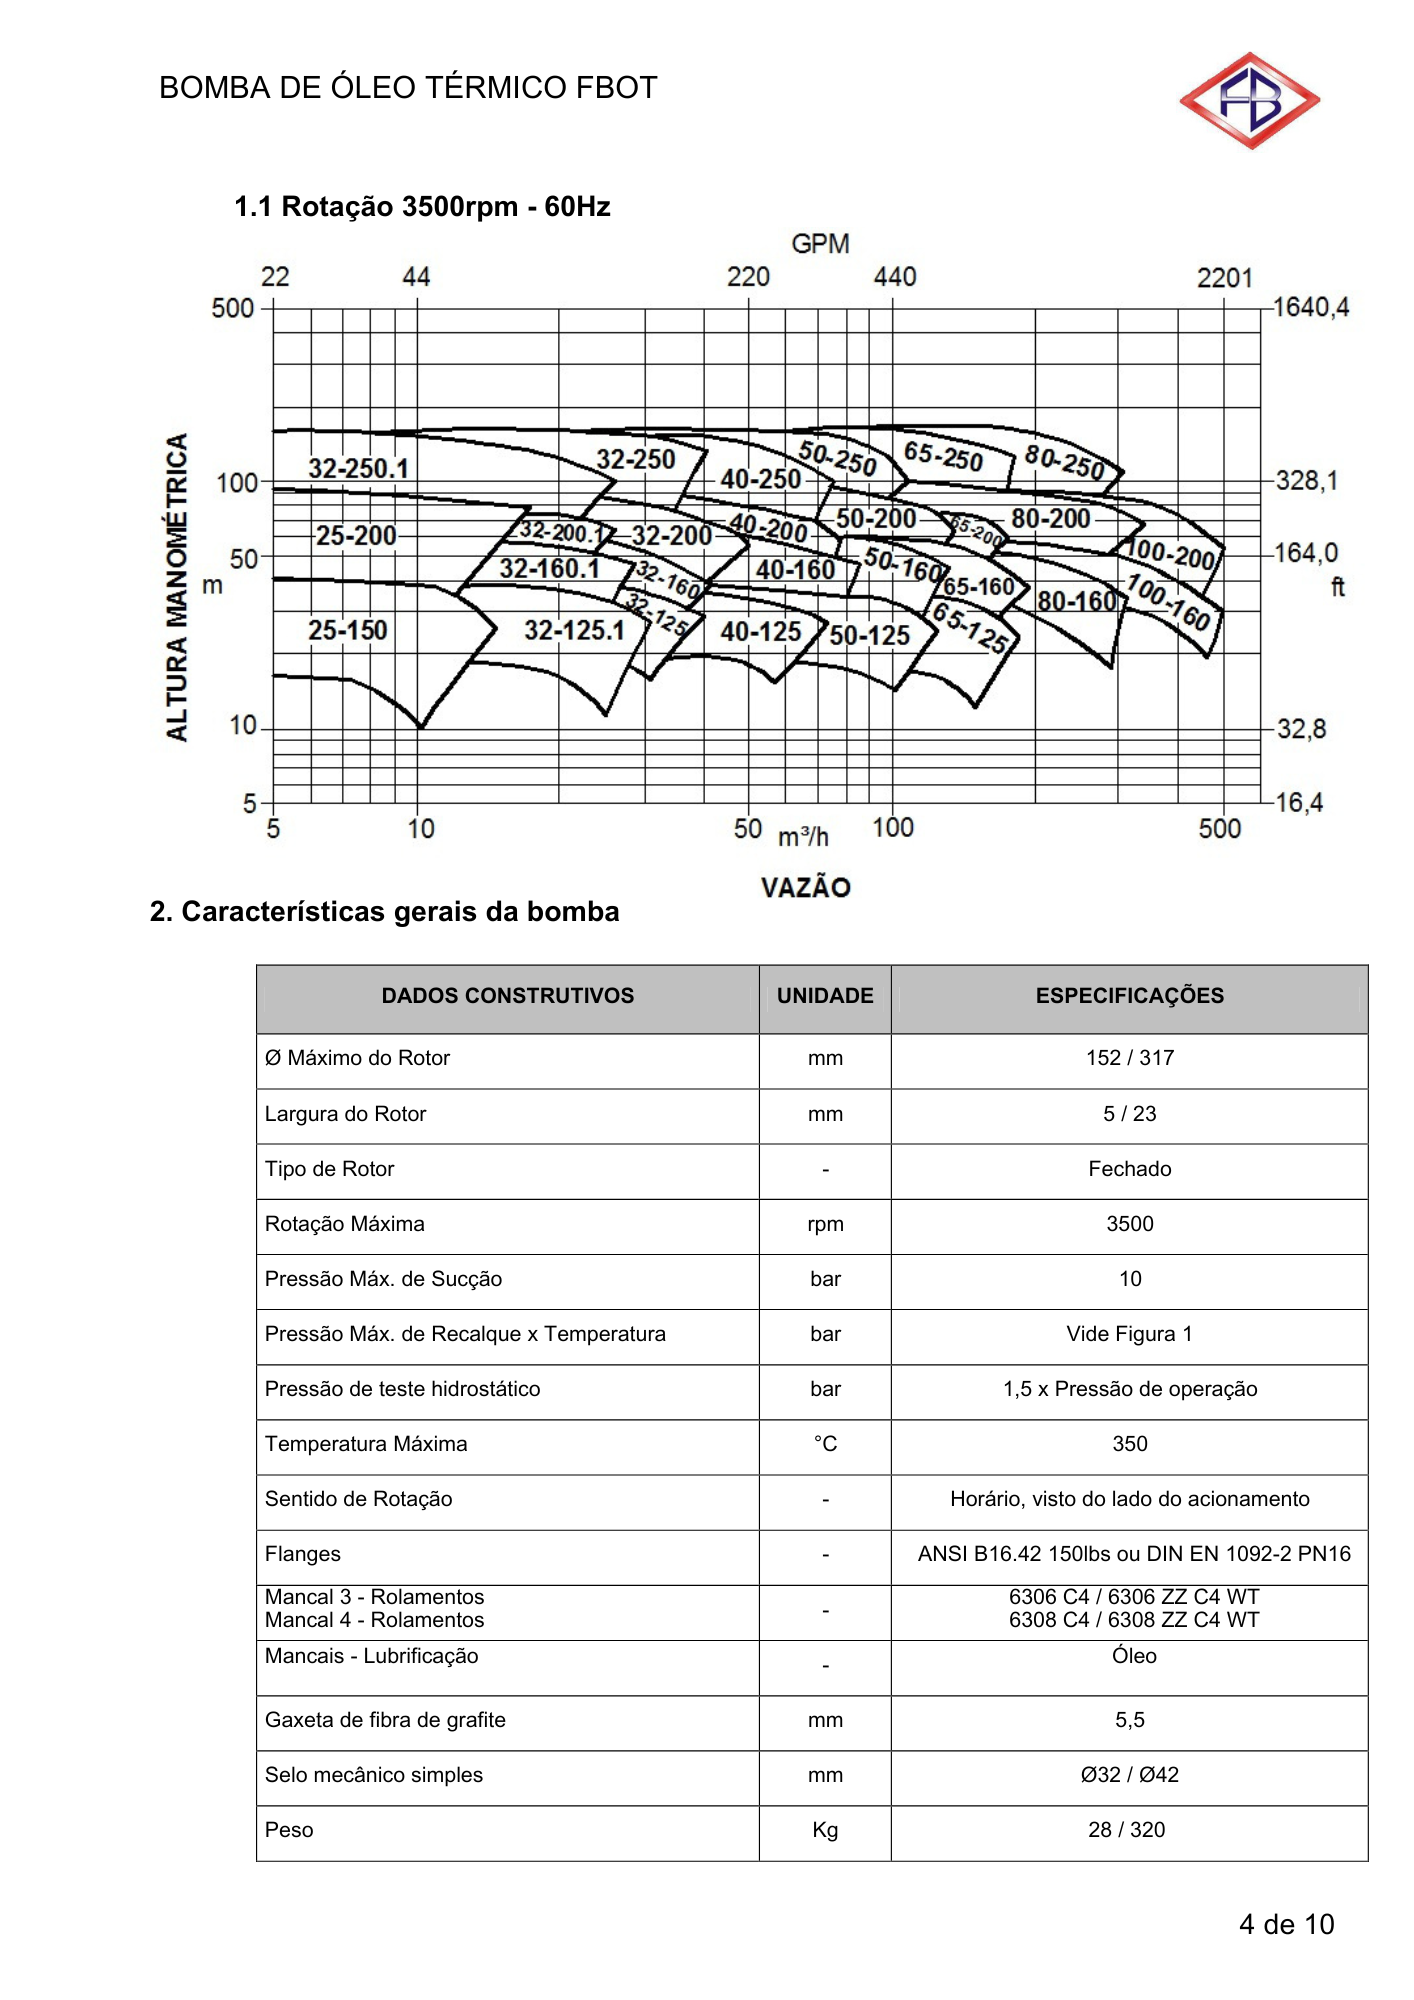 BOMBA DE ÓLEO TÉRMICO FBOT
FB
1.1 Rotação 3500rpm - 60Hz
GPM
22 44 220 440 2201
500 1640,4
32-250.1 32-250 40-250 50-250 65-250 80-250
100 328,1
25-200 32-200.1 32-200 40-200 50-200 65-200 80-200 100-200
50 164,0
m ft
32-160.1 32-160 40-160 50-160 65-160 80-160 100-160
25-150 32-125.1 32-125 40-125 50-125 65-125
ALTURA MANOMÉTRICA
10 32,8
5 16,4
5 10 50 m³/h 100 500
VAZÃO
2. Características gerais da bomba
DADOS CONSTRUTIVOS UNIDADE ESPECIFICAÇÕES
Ø Máximo do Rotor mm 152 / 317
Largura do Rotor mm 5 / 23
Tipo de Rotor - Fechado
Rotação Máxima rpm 3500
Pressão Máx. de Sucção bar 10
Pressão Máx. de Recalque x Temperatura bar Vide Figura 1
Pressão de teste hidrostático bar 1,5 x Pressão de operação
Temperatura Máxima °C 350
Sentido de Rotação - Horário, visto do lado do acionamento
Flanges - ANSI B16.42 150lbs ou DIN EN 1092-2 PN16
Mancal 3 - Rolamentos - 6306 C4 / 6306 ZZ C4 WT
Mancal 4 - Rolamentos 6308 C4 / 6308 ZZ C4 WT
Mancais - Lubrificação - Óleo
Gaxeta de fibra de grafite mm 5,5
Selo mecânico simples mm Ø32 / Ø42
Peso Kg 28 / 320
4 de 10